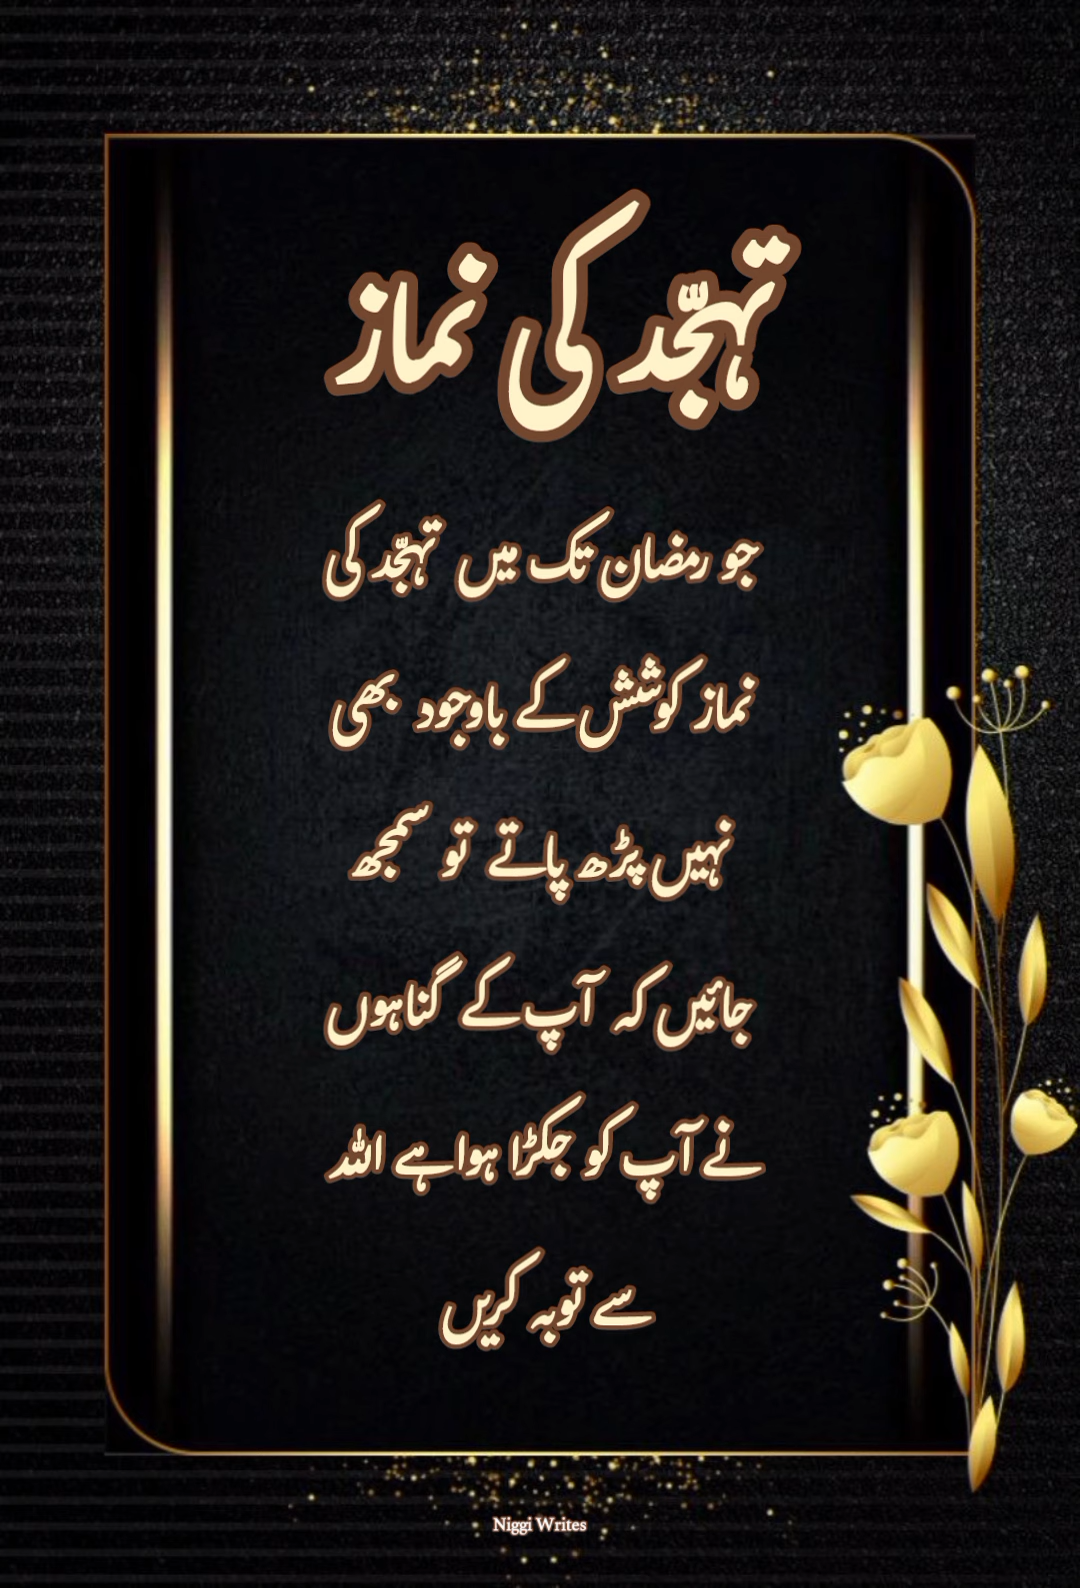 تہجّد کی نماز
جو رمضان تک میں تہجّد کی
نماز کوشش کے باوجود بھی
نہیں پڑھ پاتے تو سمجھ
جائیں کہ آپ کے گناہوں
نے آپ کو جکڑا ہوا ہے اللہ
سے توبہ کریں
Niggi Writes